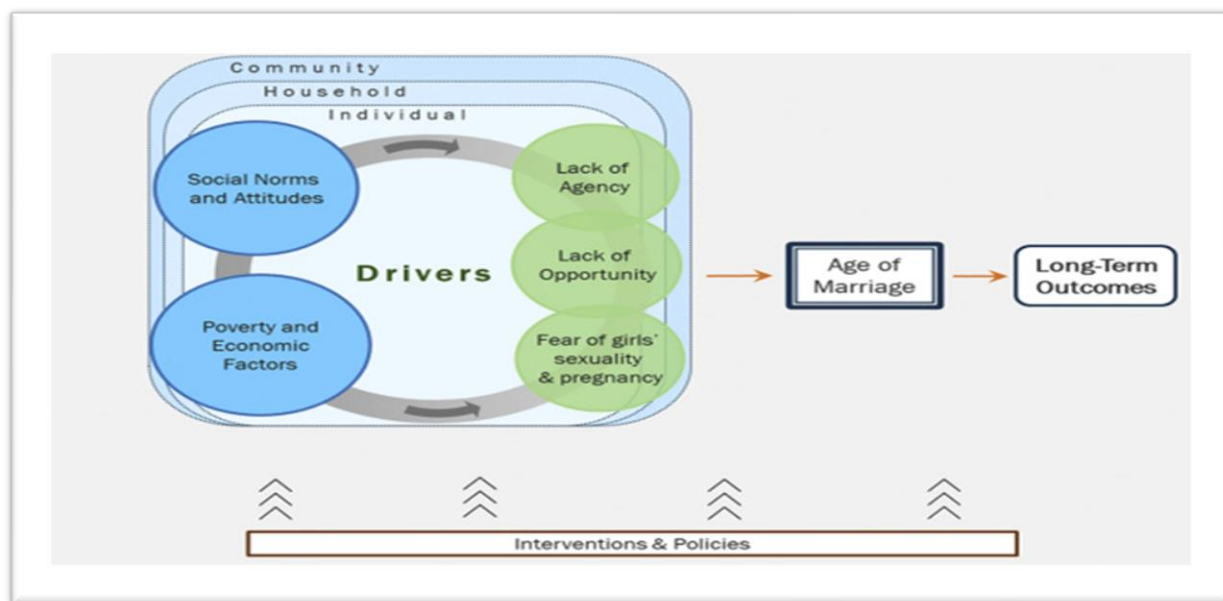 Community
Household
Individual
Social Norms
and Attitudes
Poverty and
Economic
Factors
Drivers
Lack of
Agency
Lack of
Opportunity
Fear of girls'
sexuality
& pregnancy
Age of
Marriage
Long-Term
Outcomes
Interventions & Policies